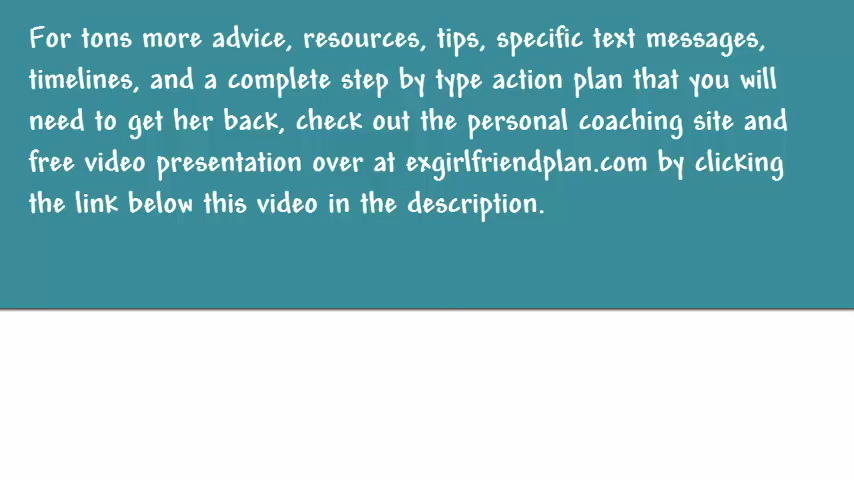 For tons more advice, resources, tips, specific text messages,
timelines, and a complete step by type action plan that you will
need to get her back, check out the personal coaching site and
free video presentation over at exgirlfriendplan.com by clicking
the link below this video in the description.